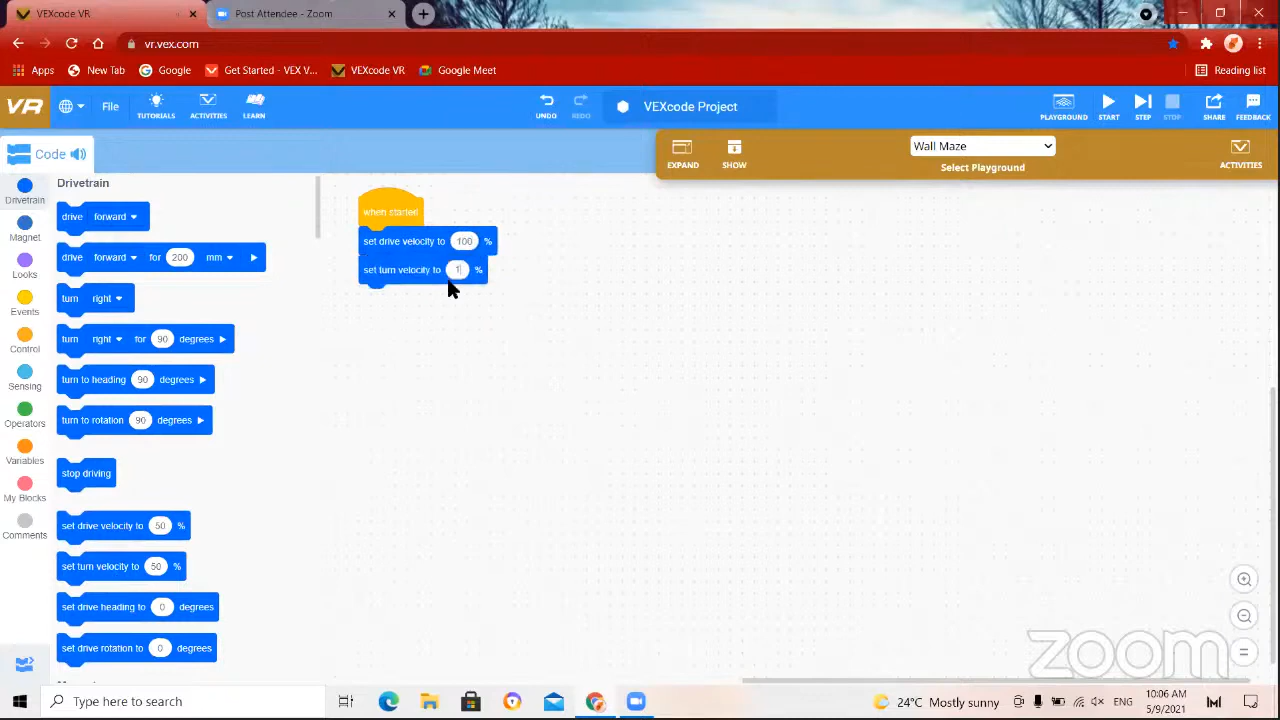 VEXcode VR
Post Attendee - Zoom
vr.vex.com
Apps
New Tab
Google
Get Started - VEX V...
VEXcode VR
Google Meet
Reading list
VR
File
TUTORIALS
ACTIVITIES
LEARN
UNDO
REDO
VEXcode Project
PLAYGROUND
START
STEP
STOP
SHARE
FEEDBACK
Code
EXPAND
SHOW
Wall Maze
Select Playground
ACTIVITIES
Drivetrain
Magnet
Looks
Events
Control
Sensing
Operators
Variables
My Blocks
Comments
Drivetrain
drive forward
drive forward for 200 mm
turn right
turn right for 90 degrees
turn to heading 90 degrees
turn to rotation 90 degrees
stop driving
set drive velocity to 50 %
set turn velocity to 50 %
set drive heading to 0 degrees
set drive rotation to 0 degrees
when started
set drive velocity to 100 %
set turn velocity to 1 %
zoom
Type here to search
24°C Mostly sunny
10:06 AM
5/9/2021